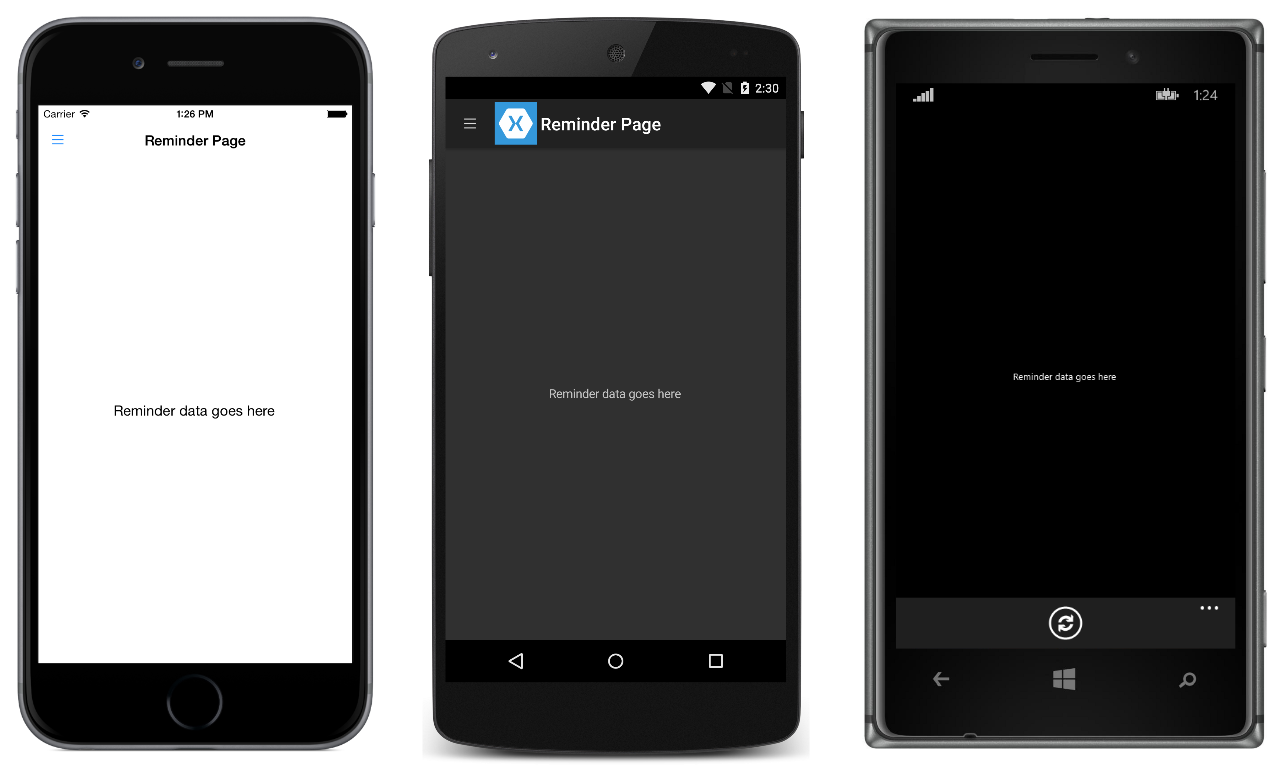 Carrier 1:26 PM
Reminder Page
Reminder data goes here
2:30
Reminder Page
Reminder data goes here
1:24
Reminder data goes here